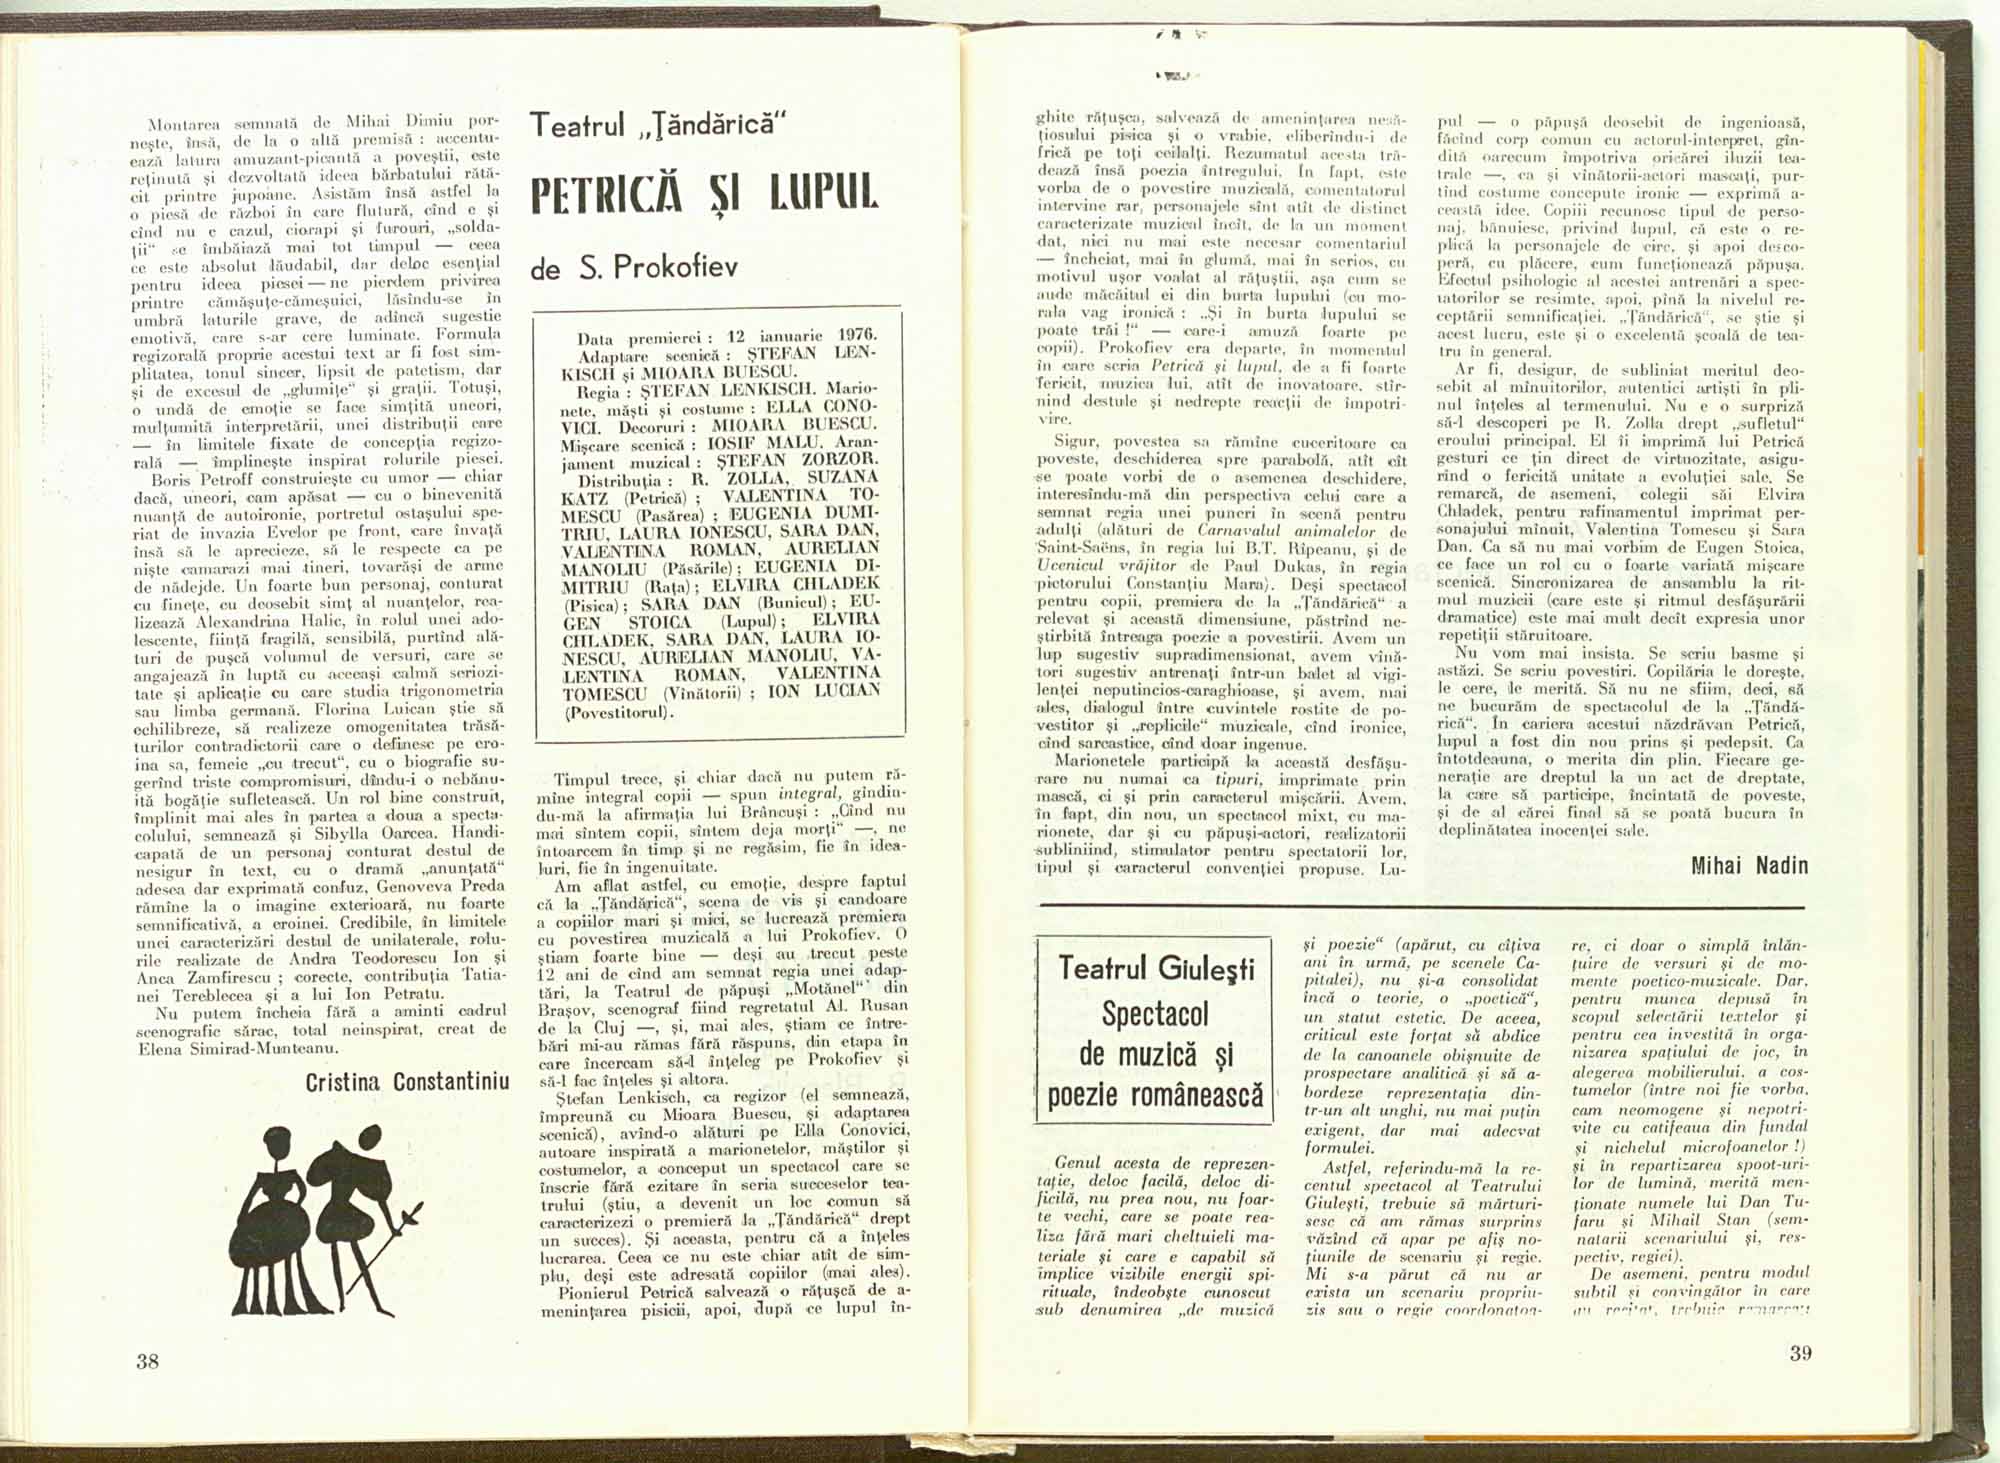 Montarea semnată de Mihai Dimiu por-
nește, însă, de la o altă premisă : accentu-
ează latura amuzant-picantă a poveștii, este
reținută și dezvoltată ideea bărbatului rătă-
cit printre jupoane. Asistăm însă astfel la
o piesă de război în care flutură, cînd e și
cînd nu e cazul, ciorapi și furouri, „solda-
ții“ se îmbăiază mai tot timpul — ceea
ce este absolut lăudabil, dar deloc esențial
pentru ideea piesei — ne pierdem privirea
printre cămășuțe-cămeșuici, lăsîndu-se în
umbră laturile grave, de adîncă sugestie
emotivă, care s-ar cere luminate. Formula
regizorală proprie acestui text ar fi fost sim-
plitatea, tonul sincer, lipsit de patetism, dar
și de excesul de „glumițe“ și grații. Totuși,
o undă de emoție se face simțită uneori,
mulțumită interpretării, unei distribuții care
— în limitele fixate de concepția regizo-
rală — împlinește inspirat rolurile piesei.
Boris Petroff construiește cu umor — chiar
dacă, uneori, cam apăsat — cu o binevenită
nuanță de autoironie, portretul ostașului spe-
riat de invazia Evelor pe front, care învață
însă să le aprecieze, să le respecte ca pe
niște camarazi mai tineri, tovarăși de arme
de nădejde. Un foarte bun personaj, conturat
cu finețe, cu deosebit simț al nuanțelor, rea-
lizează Alexandrina Halic, în rolul unei ado-
lescente, ființă fragilă, sensibilă, purtînd ală-
turi de pușcă volumul de versuri, care se
angajează în luptă cu aceeași calmă seriozi-
tate și aplicație cu care studia trigonometria
sau limba germană. Florina Luican știe să
echilibreze, să realizeze omogenitatea trăsă-
turilor contradictorii care o definesc pe ero-
ina sa, femeie „cu trecut“, cu o biografie su-
gerînd triste compromisuri, dîndu-i o nebănu-
ită bogăție sufletească. Un rol bine construit,
împlinit mai ales în partea a doua a specta-
colului, semnează și Sibylla Oarcea. Handi-
capată de un personaj conturat destul de
nesigur în text, cu o dramă „anunțată“
adesea dar exprimată confuz, Genoveva Preda
rămîne la o imagine exterioară, nu foarte
semnificativă, a eroinei. Credibile, în limitele
unei caracterizări destul de unilaterale, rolu-
rile realizate de Andra Teodorescu Ion și
Anca Zamfirescu ; corecte, contribuția Tatia-
nei Tereblecea și a lui Ion Petratu.
Nu putem încheia fără a aminti cadrul
scenografic sărac, total neinspirat, creat de
Elena Simirad-Munteanu.
Cristina Constantiniu
38
Teatrul „Țăndărică“
PETRICĂ ȘI LUPUL
de S. Prokofiev
Data premierei : 12 ianuarie 1976.
Adaptare scenică : ȘTEFAN LEN-
KISCH și MIOARA BUESCU.
Regia : ȘTEFAN LENKISCH. Mario-
nete, măști și costume : ELLA CONO-
VICI. Decoruri : MIOARA BUESCU.
Mișcare scenică : IOSIF MALU. Aran-
jament muzical : ȘTEFAN ZORZOR.
Distribuția : R. ZOLLA, SUZANA
KATZ (Petrică) ; VALENTINA TO-
MESCU (Pasărea) ; EUGENIA DUMI-
TRIU, LAURA IONESCU, SARA DAN,
VALENTINA ROMAN, AURELIAN
MANOLIU (Păsările) ; EUGENIA DI-
MITRIU (Rața) ; ELVIRA CHLADEK
(Pisica) ; SARA DAN (Bunicul) ; EU-
GEN STOICA (Lupul) ; ELVIRA
CHLADEK, SARA DAN, LAURA IO-
NESCU, AURELIAN MANOLIU, VA-
LENTINA ROMAN, VALENTINA
TOMESCU (Vînătorii) ; ION LUCIAN
(Povestitorul).
Timpul trece, și chiar dacă nu putem ră-
mîne integral copii — spun integral, gîndin-
du-mă la afirmația lui Brâncuși : „Cînd nu
mai sîntem copii, sîntem deja morți“ —, ne
întoarcem în timp și ne regăsim, fie în idea-
luri, fie în ingenuitate.
Am aflat astfel, cu emoție, despre faptul
că la „Țăndărică“, scena de vis și candoare
a copiilor mari și mici, se lucrează premiera
cu povestirea muzicală a lui Prokofiev. O
știam foarte bine — deși au trecut peste
12 ani de cînd am semnat regia unei adap-
tări, la Teatrul de păpuși „Motănel“ din
Brașov, scenograf fiind regretatul Al. Rusan
de la Cluj —, și, mai ales, știam ce între-
bări mi-au rămas fără răspuns, din etapa în
care încercam să-l înțeleg pe Prokofiev și
să-l fac înțeles și altora.
Ștefan Lenkisch, ca regizor (el semnează,
împreună cu Mioara Buescu, și adaptarea
scenică), avînd-o alături pe Ella Conovici,
autoare inspirată a marionetelor, măștilor și
costumelor, a conceput un spectacol care se
înscrie fără ezitare în seria succeselor tea-
trului (știu, a devenit un loc comun să
caracterizezi o premieră la „Țăndărică“ drept
un succes). Și aceasta, pentru că a înțeles
lucrarea. Ceea ce nu este chiar atît de sim-
plu, deși este adresată copiilor (mai ales).
Pionierul Petrică salvează o rățușcă de a-
menințarea pisicii, apoi, după ce lupul în-
ghite rățușca, salvează de amenințarea nesă-
țiosului pisica și o vrabie, eliberîndu-i de
frică pe toți ceilalți. Rezumatul acesta tră-
dează însă poezia întregului. În fapt, este
vorba de o povestire muzicală, comentatorul
intervine rar, personajele sînt atît de distinct
caracterizate muzical încît, de la un moment
dat, nici nu mai este necesar comentariul
— încheiat, mai în glumă, mai în serios, cu
motivul ușor voalat al rățuștii, așa cum se
aude măcăitul ei din burta lupului (cu mo-
rala vag ironică : „Și în burta lupului se
poate trăi !“ — care-i amuză foarte pe
copii). Prokofiev era departe, în momentul
în care scria Petrică și lupul, de a fi foarte
fericit, muzica lui, atît de inovatoare, stîr-
nind destule și nedrepte reacții de împotri-
vire.
Sigur, povestea sa rămîne cuceritoare ca
poveste, deschiderea spre parabolă, atît cît
se poate vorbi de o asemenea deschidere,
interesîndu-mă din perspectiva celui care a
semnat regia unei puneri în scenă pentru
adulți (alături de Carnavalul animalelor de
Saint-Saëns, în regia lui B.T. Rîpeanu, și de
Ucenicul vrăjitor de Paul Dukas, în regia
pictorului Constanțiu Mara). Deși spectacol
pentru copii, premiera de la „Țăndărică“ a
relevat și această dimensiune, păstrînd ne-
știrbită întreaga poezie a povestirii. Avem un
lup sugestiv supradimensionat, avem vînă-
tori sugestiv antrenați într-un balet al vigi-
lenței neputincios-caraghioase, și avem, mai
ales, dialogul între cuvintele rostite de po-
vestitor și „replicile“ muzicale, cînd ironice,
cînd sarcastice, cînd doar ingenue.
Marionetele participă la această desfășu-
rare nu numai ca tipuri, imprimate prin
mască, ci și prin caracterul mișcării. Avem,
în fapt, din nou, un spectacol mixt, cu ma-
rionete, dar și cu păpuși-actori, realizatorii
subliniind, stimulator pentru spectatorii lor,
tipul și caracterul convenției propuse. Lu-
pul — o păpușă deosebit de ingenioasă,
făcînd corp comun cu actorul-interpret, gîn-
dită oarecum împotriva oricărei iluzii tea-
trale —, ca și vînătorii-actori mascați, pur-
tînd costume concepute ironic — exprimă a-
ceastă idee. Copiii recunosc tipul de perso-
naj, bănuiesc, privind lupul, că este o re-
plică la personajele de circ, și apoi desco-
peră, cu plăcere, cum funcționează păpușa.
Efectul psihologic al acestei antrenări a spec-
tatorilor se resimte, apoi, pînă la nivelul re-
ceptării semnificației. „Țăndărică“, se știe și
acest lucru, este și o excelentă școală de tea-
tru în general.
Ar fi, desigur, de subliniat meritul deo-
sebit al mînuitorilor, autentici artiști în pli-
nul înțeles al termenului. Nu e o surpriză
să-l descoperi pe R. Zolla drept „sufletul“
eroului principal. El îi imprimă lui Petrică
gesturi ce țin direct de virtuozitate, asigu-
rînd o fericită unitate a evoluției sale. Se
remarcă, de asemeni, colegii săi Elvira
Chladek, pentru rafinamentul imprimat per-
sonajului mînuit, Valentina Tomescu și Sara
Dan. Ca să nu mai vorbim de Eugen Stoica,
ce face un rol cu o foarte variată mișcare
scenică. Sincronizarea de ansamblu la rit-
mul muzicii (care este și ritmul desfășurării
dramatice) este mai mult decît expresia unor
repetiții stăruitoare.
Nu vom mai insista. Se scriu basme și
astăzi. Se scriu povestiri. Copilăria le dorește,
le cere, le merită. Să nu ne sfiim, deci, să
ne bucurăm de spectacolul de la „Țăndă-
rică“. În cariera acestui năzdrăvan Petrică,
lupul a fost din nou prins și pedepsit. Ca
întotdeauna, o merita din plin. Fiecare ge-
nerație are dreptul la un act de dreptate,
la care să participe, încîntată de poveste,
și de al cărei final să se poată bucura în
deplinătatea inocenței sale.
Mihai Nadin
Teatrul Giulești
Spectacol
de muzică și
poezie românească
Genul acesta de reprezen-
tație, deloc facilă, deloc di-
ficilă, nu prea nou, nu foar-
te vechi, care se poate rea-
liza fără mari cheltuieli ma-
teriale și care e capabil să
implice vizibile energii spi-
rituale, îndeobște cunoscut
sub denumirea „de muzică
și poezie“ (apărut, cu cîțiva
ani în urmă, pe scenele Ca-
pitalei), nu și-a consolidat
încă o teorie, o „poetică“,
un statut estetic. De aceea,
criticul este forțat să abdice
de la canoanele obișnuite de
prospectare analitică și să a-
bordeze reprezentația din-
tr-un alt unghi, nu mai puțin
exigent, dar mai adecvat
formulei.
Astfel, referindu-mă la re-
centul spectacol al Teatrului
Giulești, trebuie să mărturi-
sesc că am rămas surprins
văzînd că apar pe afiș no-
țiunile de scenariu și regie.
Mi s-a părut că nu ar
exista un scenariu propriu-
zis sau o regie coordonatoa-
re, ci doar o simplă înlăn-
țuire de versuri și de mo-
mente poetico-muzicale. Dar,
pentru munca depusă în
scopul selectării textelor și
pentru cea investită în orga-
nizarea spațiului de joc, în
alegerea mobilierului, a cos-
tumelor (între noi fie vorba,
cam neomogene și nepotri-
vite cu catifeaua din fundal
și nichelul microfoanelor !)
și în repartizarea spoot-uri-
lor de lumină, merită men-
ționate numele lui Dan Tu-
faru și Mihail Stan (sem-
natarii scenariului și, res-
pectiv, regiei).
De asemeni, pentru modul
subtil și convingător în care
au recitat, trebuie
39